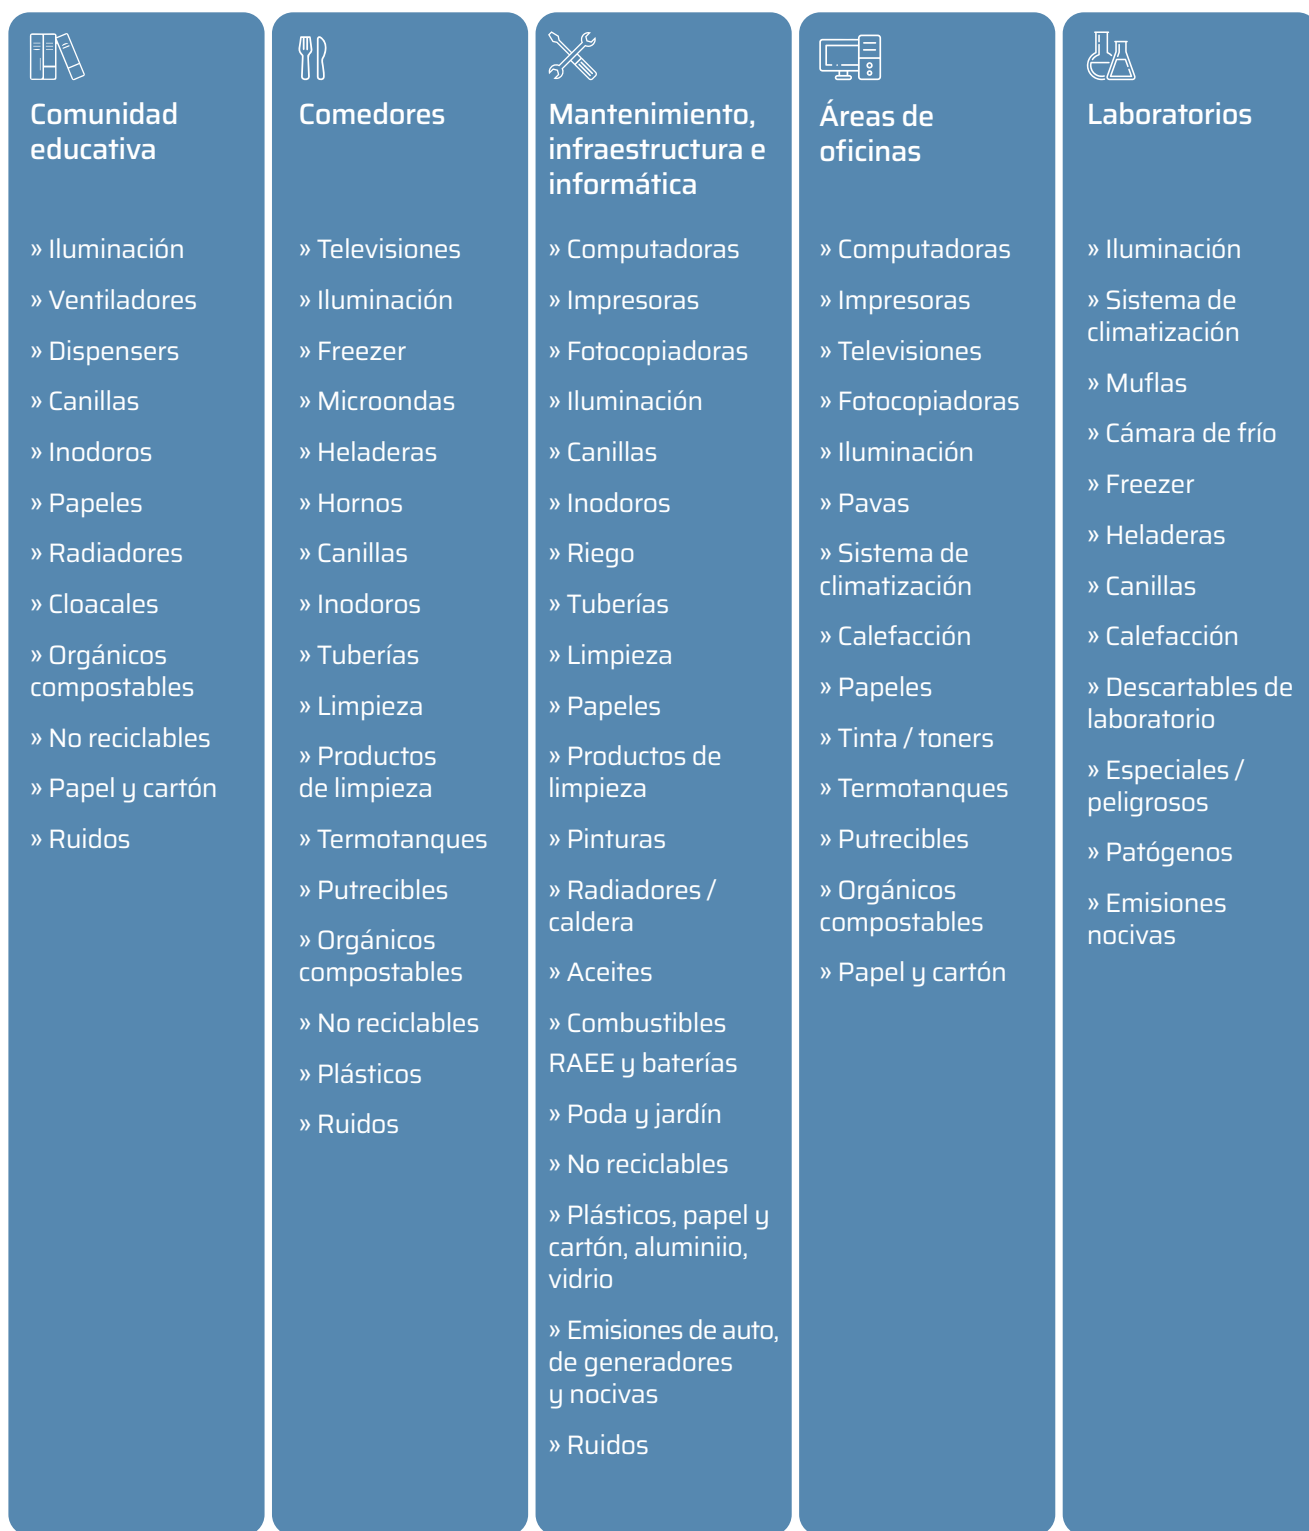 Comunidad
educativa
» Iluminación
» Ventiladores
» Dispensers
» Canillas
» Inodoros
» Papeles
» Radiadores
» Cloacales
» Orgánicos
compostables
» No reciclables
» Papel y cartón
» Ruidos
Comedores
» Televisiones
» Iluminación
» Freezer
» Microondas
» Heladeras
» Hornos
» Canillas
» Inodoros
» Tuberías
» Limpieza
» Productos
de limpieza
» Termotanques
» Putrecibles
» Orgánicos
compostables
» No reciclables
» Plásticos
» Ruidos
Mantenimiento,
infraestructura e
informática
» Computadoras
» Impresoras
» Fotocopiadoras
» Iluminación
» Canillas
» Inodoros
» Riego
» Tuberías
» Limpieza
» Papeles
» Productos de
limpieza
» Pinturas
» Radiadores /
caldera
» Aceites
» Combustibles
RAEE y baterías
» Poda y jardín
» No reciclables
» Plásticos, papel y
cartón, aluminiio,
vidrio
» Emisiones de auto,
de generadores
y nocivas
» Ruidos
Áreas de
oficinas
» Computadoras
» Impresoras
» Televisiones
» Fotocopiadoras
» Iluminación
» Pavas
» Sistema de
climatización
» Calefacción
» Papeles
» Tinta / toners
» Termotanques
» Putrecibles
» Orgánicos
compostables
» Papel y cartón
Laboratorios
» Iluminación
» Sistema de
climatización
» Muflas
» Cámara de frío
» Freezer
» Heladeras
» Canillas
» Calefacción
» Descartables de
laboratorio
» Especiales /
peligrosos
» Patógenos
» Emisiones
nocivas